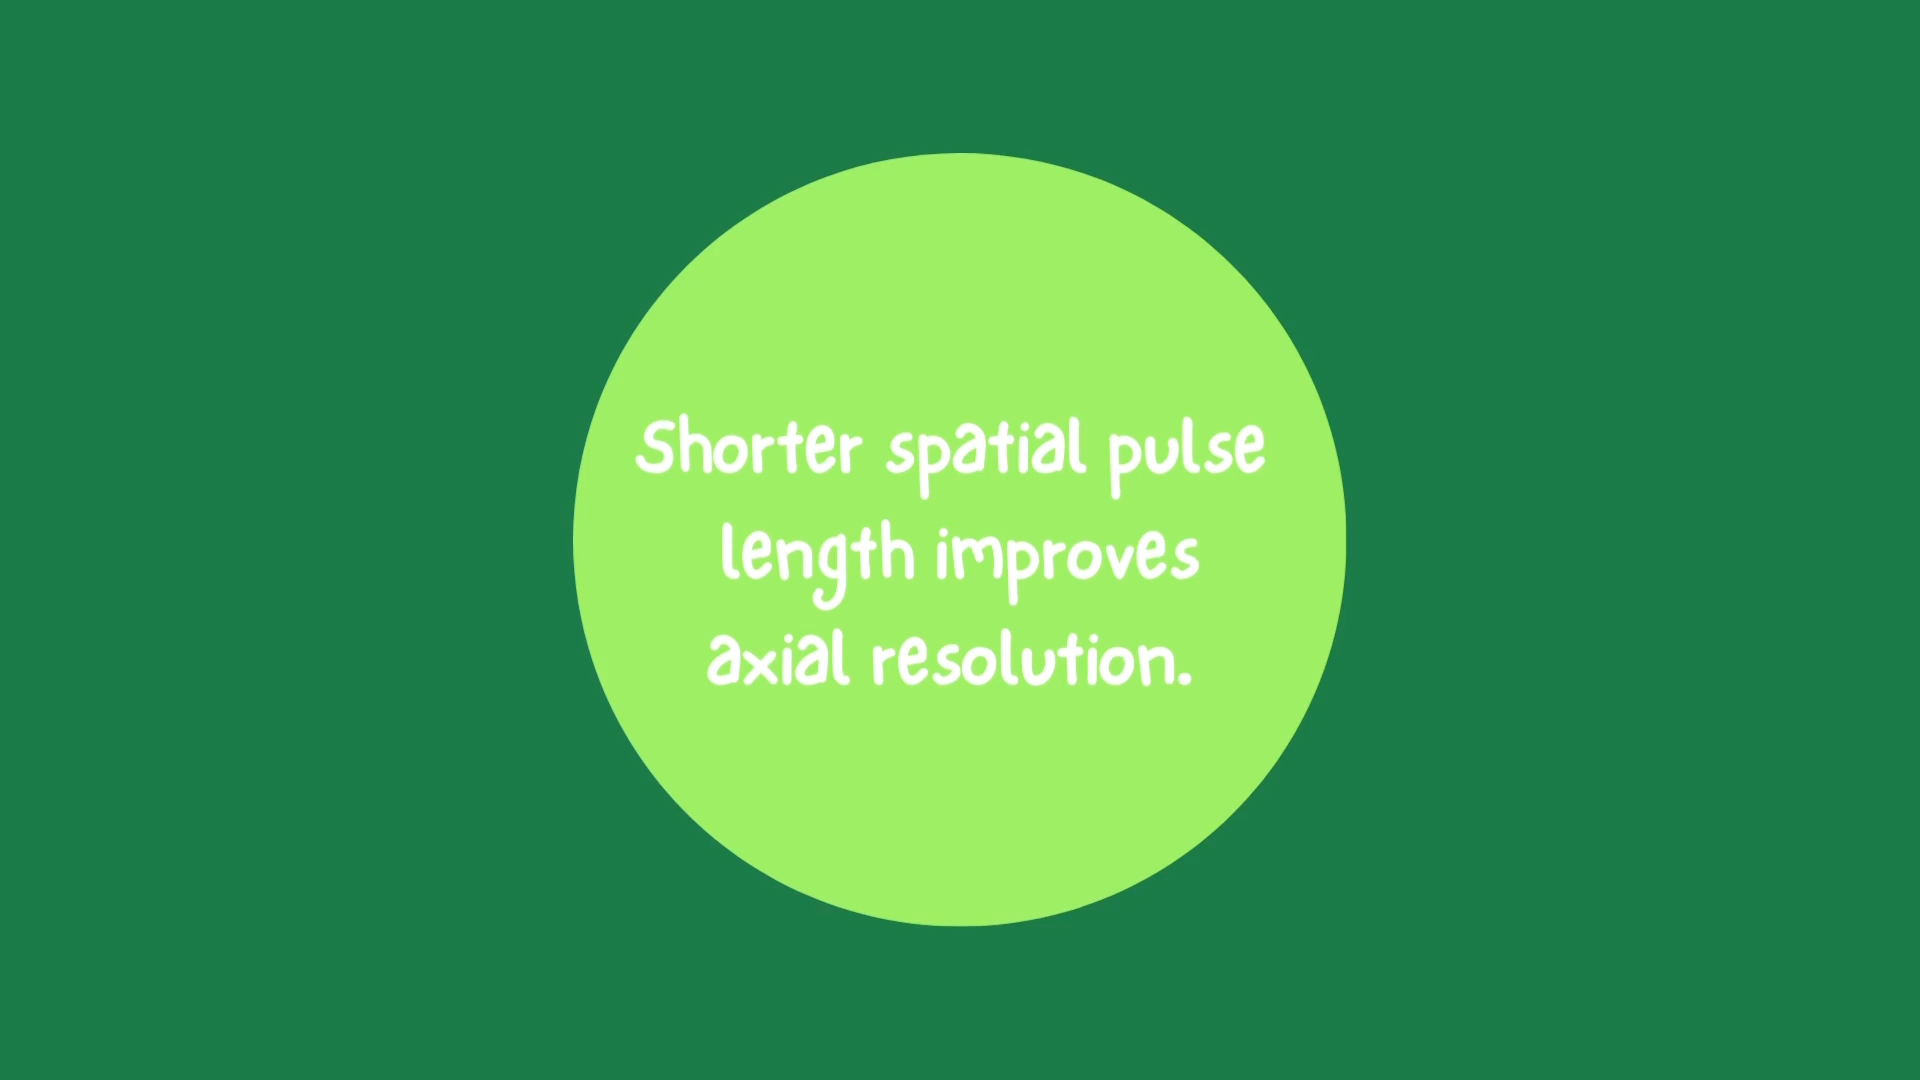 Shorter spatial pulse
length improves
axial resolution.